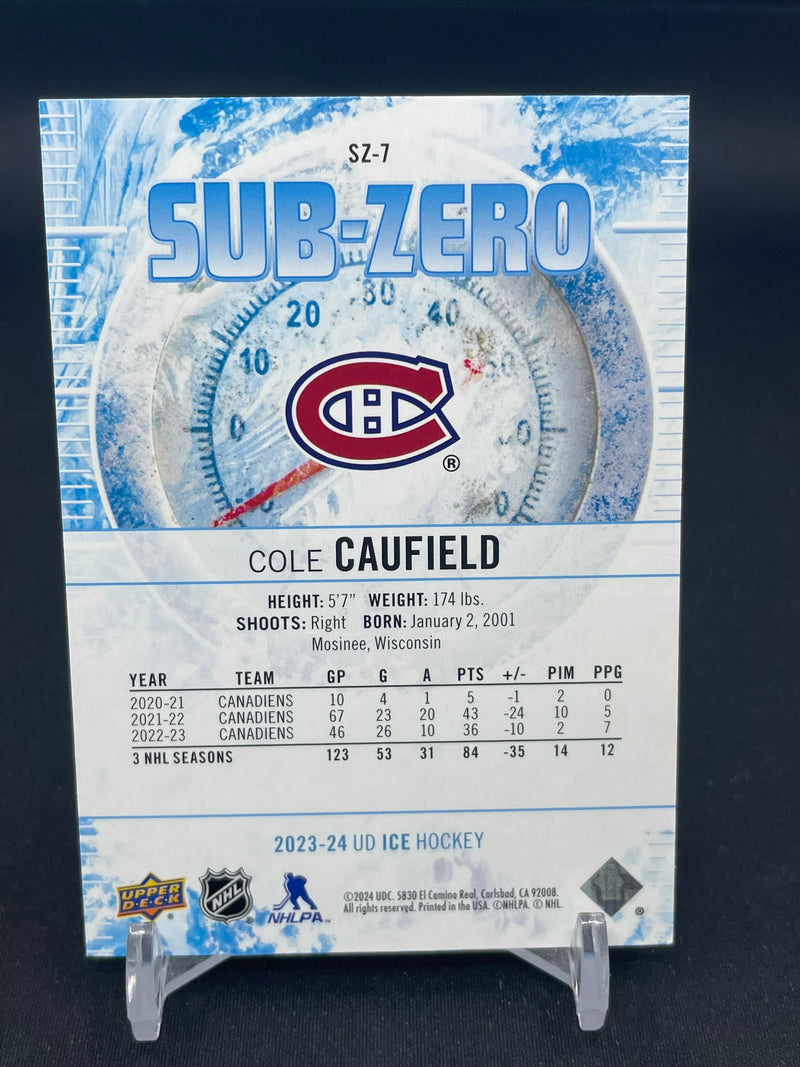 SZ-7
SUB-ZERO
30
20 40
10 50
0 0
10 0
®
COLE CAUFIELD
HEIGHT: 5'7" WEIGHT: 174 lbs.
SHOOTS: Right BORN: January 2, 2001
Mosinee, Wisconsin
YEAR TEAM GP G A PTS +/- PIM PPG
2020-21 CANADIENS 10 4 1 5 -1 2 0
2021-22 CANADIENS 67 23 20 43 -24 10 5
2022-23 CANADIENS 46 26 10 36 -10 2 7
3 NHL SEASONS 123 53 31 84 -35 14 12
2023-24 UD ICE HOCKEY
UPPER DECK ® NHL ® NHLPA™
©2024 UDC. 5830 El Camino Real, Carlsbad, CA 92008.
All rights reserved. Printed in the USA. ©NHLPA. © NHL.
®